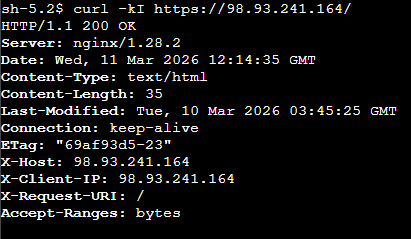 sh-5.2$ curl -kI https://98.93.241.164/
HTTP/1.1 200 OK
Server: nginx/1.28.2
Date: Wed, 11 Mar 2026 12:14:35 GMT
Content-Type: text/html
Content-Length: 35
Last-Modified: Tue, 10 Mar 2026 03:45:25 GMT
Connection: keep-alive
ETag: "69af93d5-23"
X-Host: 98.93.241.164
X-Client-IP: 98.93.241.164
X-Request-URI: /
Accept-Ranges: bytes